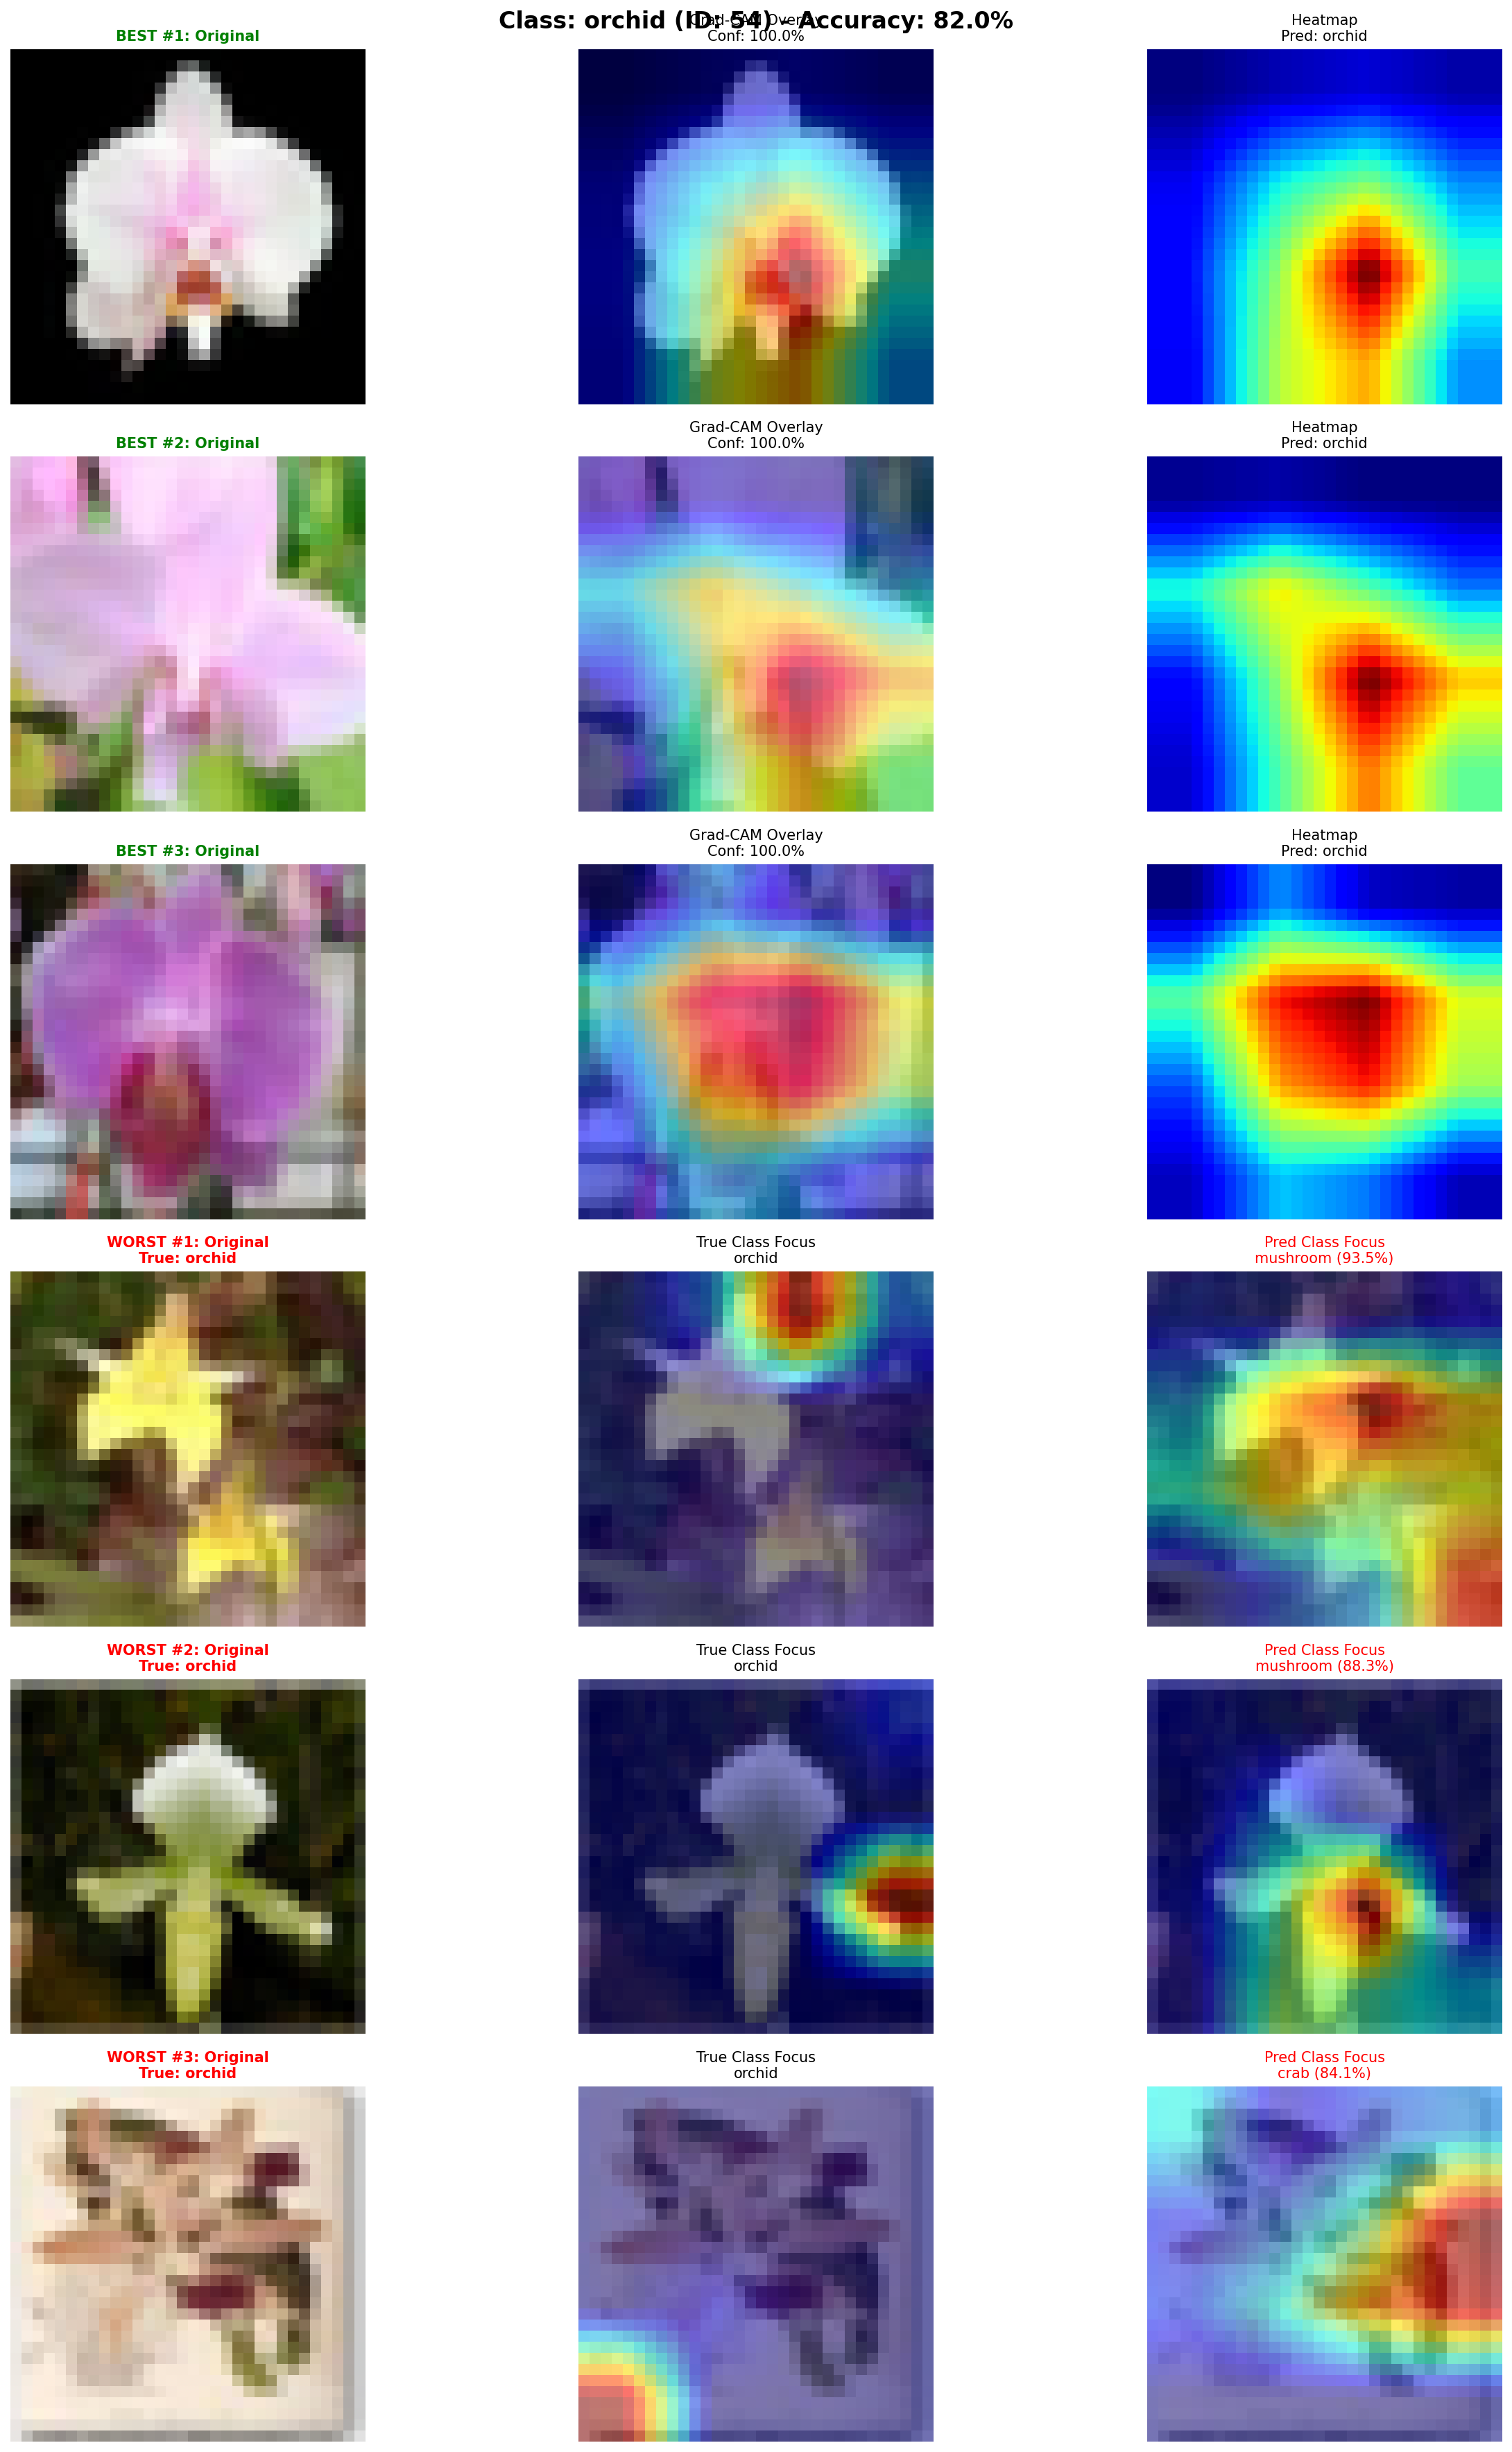 Class: orchid (ID: 54) - Accuracy: 82.0%
BEST #1: Original
Grad-CAM Overlay
Conf: 100.0%
Heatmap
Pred: orchid
BEST #2: Original
Grad-CAM Overlay
Conf: 100.0%
Heatmap
Pred: orchid
BEST #3: Original
Grad-CAM Overlay
Conf: 100.0%
Heatmap
Pred: orchid
WORST #1: Original
True: orchid
True Class Focus
orchid
Pred Class Focus
mushroom (93.5%)
WORST #2: Original
True: orchid
True Class Focus
orchid
Pred Class Focus
mushroom (88.3%)
WORST #3: Original
True: orchid
True Class Focus
orchid
Pred Class Focus
crab (84.1%)